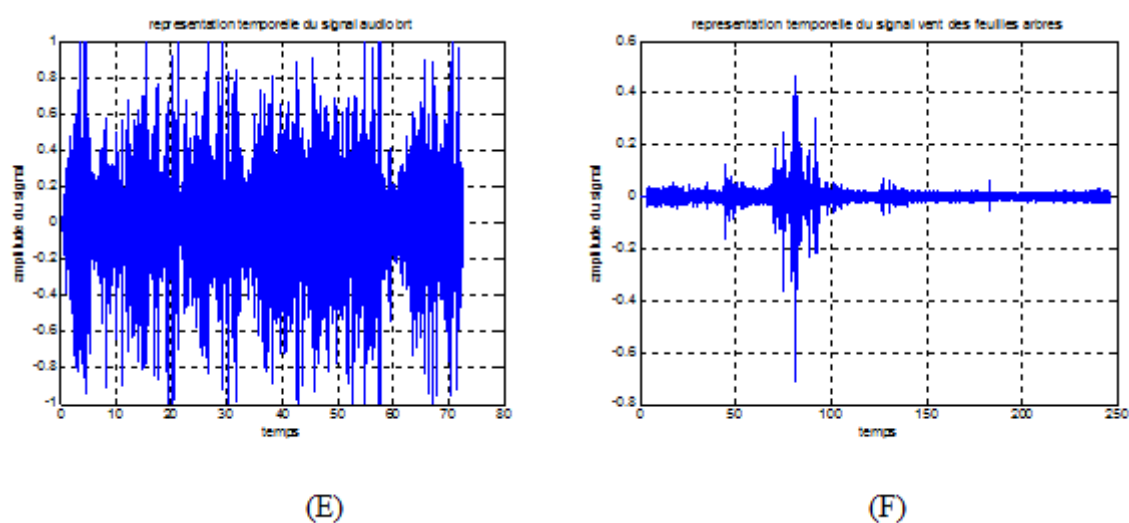 representation temporelle du signal audio brt
1
0.8
0.6
0.4
0.2
0
-0.2
-0.4
-0.6
-0.8
-1
0 10 20 30 40 50 60 70 80
amplitude du signal
temps
(E)
representation temporelle du signal vent des feuilles arbres
0.6
0.4
0.2
0
-0.2
-0.4
-0.6
-0.8
0 50 100 150 200 250
amplitude du signal
temps
(F)